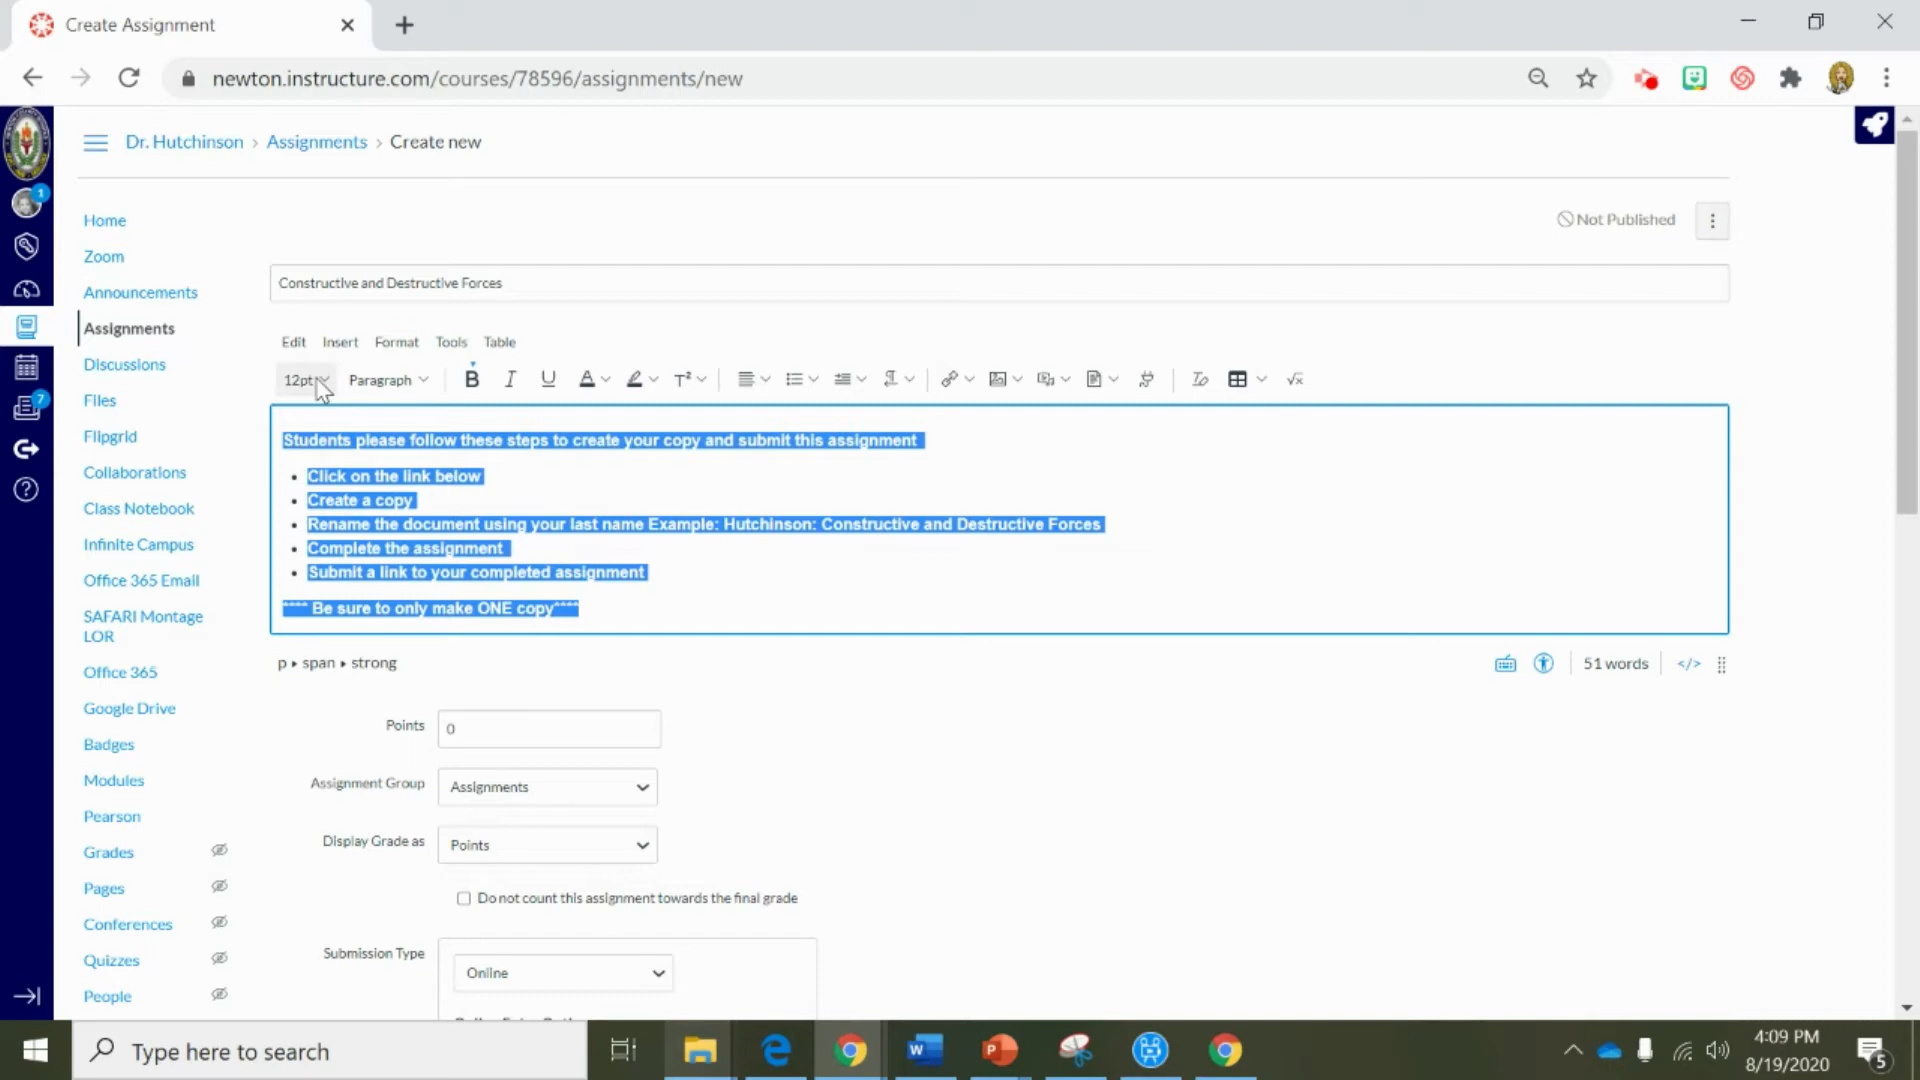 Create Assignment
newton.instructure.com/courses/78596/assignments/new
Dr. Hutchinson › Assignments › Create new
1
7
Home
Zoom
Announcements
Assignments
Discussions
Files
Flipgrid
Collaborations
Class Notebook
Infinite Campus
Office 365 Email
SAFARI Montage
LOR
Office 365
Google Drive
Badges
Modules
Pearson
Grades
Pages
Conferences
Quizzes
People
Not Published
Constructive and Destructive Forces
Edit Insert Format Tools Table
12pt Paragraph B I U A T²
Students please follow these steps to create your copy and submit this assignment
• Click on the link below
• Create a copy
• Rename the document using your last name Example: Hutchinson: Constructive and Destructive Forces
• Complete the assignment
• Submit a link to your completed assignment
**** Be sure to only make ONE copy****
p ▸ span ▸ strong
51 words </>
Points 0
Assignment Group Assignments
Display Grade as Points
Do not count this assignment towards the final grade
Submission Type Online
Type here to search
4:09 PM
8/19/2020
5